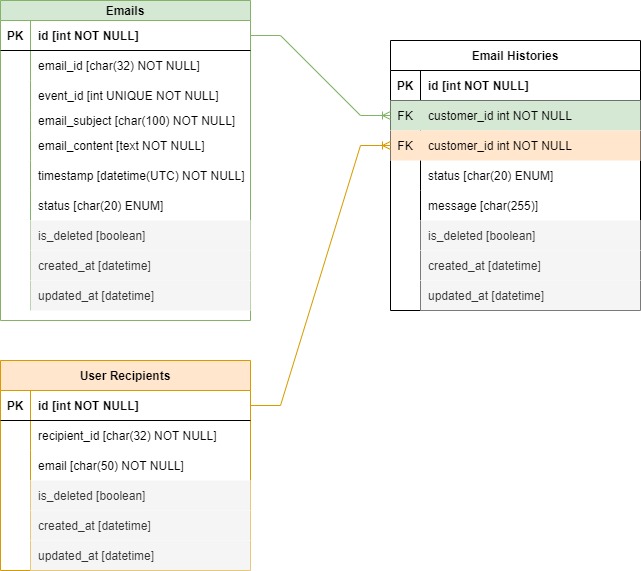 Emails
PK id [int NOT NULL]
email_id [char(32) NOT NULL]
event_id [int UNIQUE NOT NULL]
email_subject [char(100) NOT NULL]
email_content [text NOT NULL]
timestamp [datetime(UTC) NOT NULL]
status [char(20) ENUM]
is_deleted [boolean]
created_at [datetime]
updated_at [datetime]
Email Histories
PK id [int NOT NULL]
FK customer_id int NOT NULL
FK customer_id int NOT NULL
status [char(20) ENUM]
message [char(255)]
is_deleted [boolean]
created_at [datetime]
updated_at [datetime]
User Recipients
PK id [int NOT NULL]
recipient_id [char(32) NOT NULL]
email [char(50) NOT NULL]
is_deleted [boolean]
created_at [datetime]
updated_at [datetime]